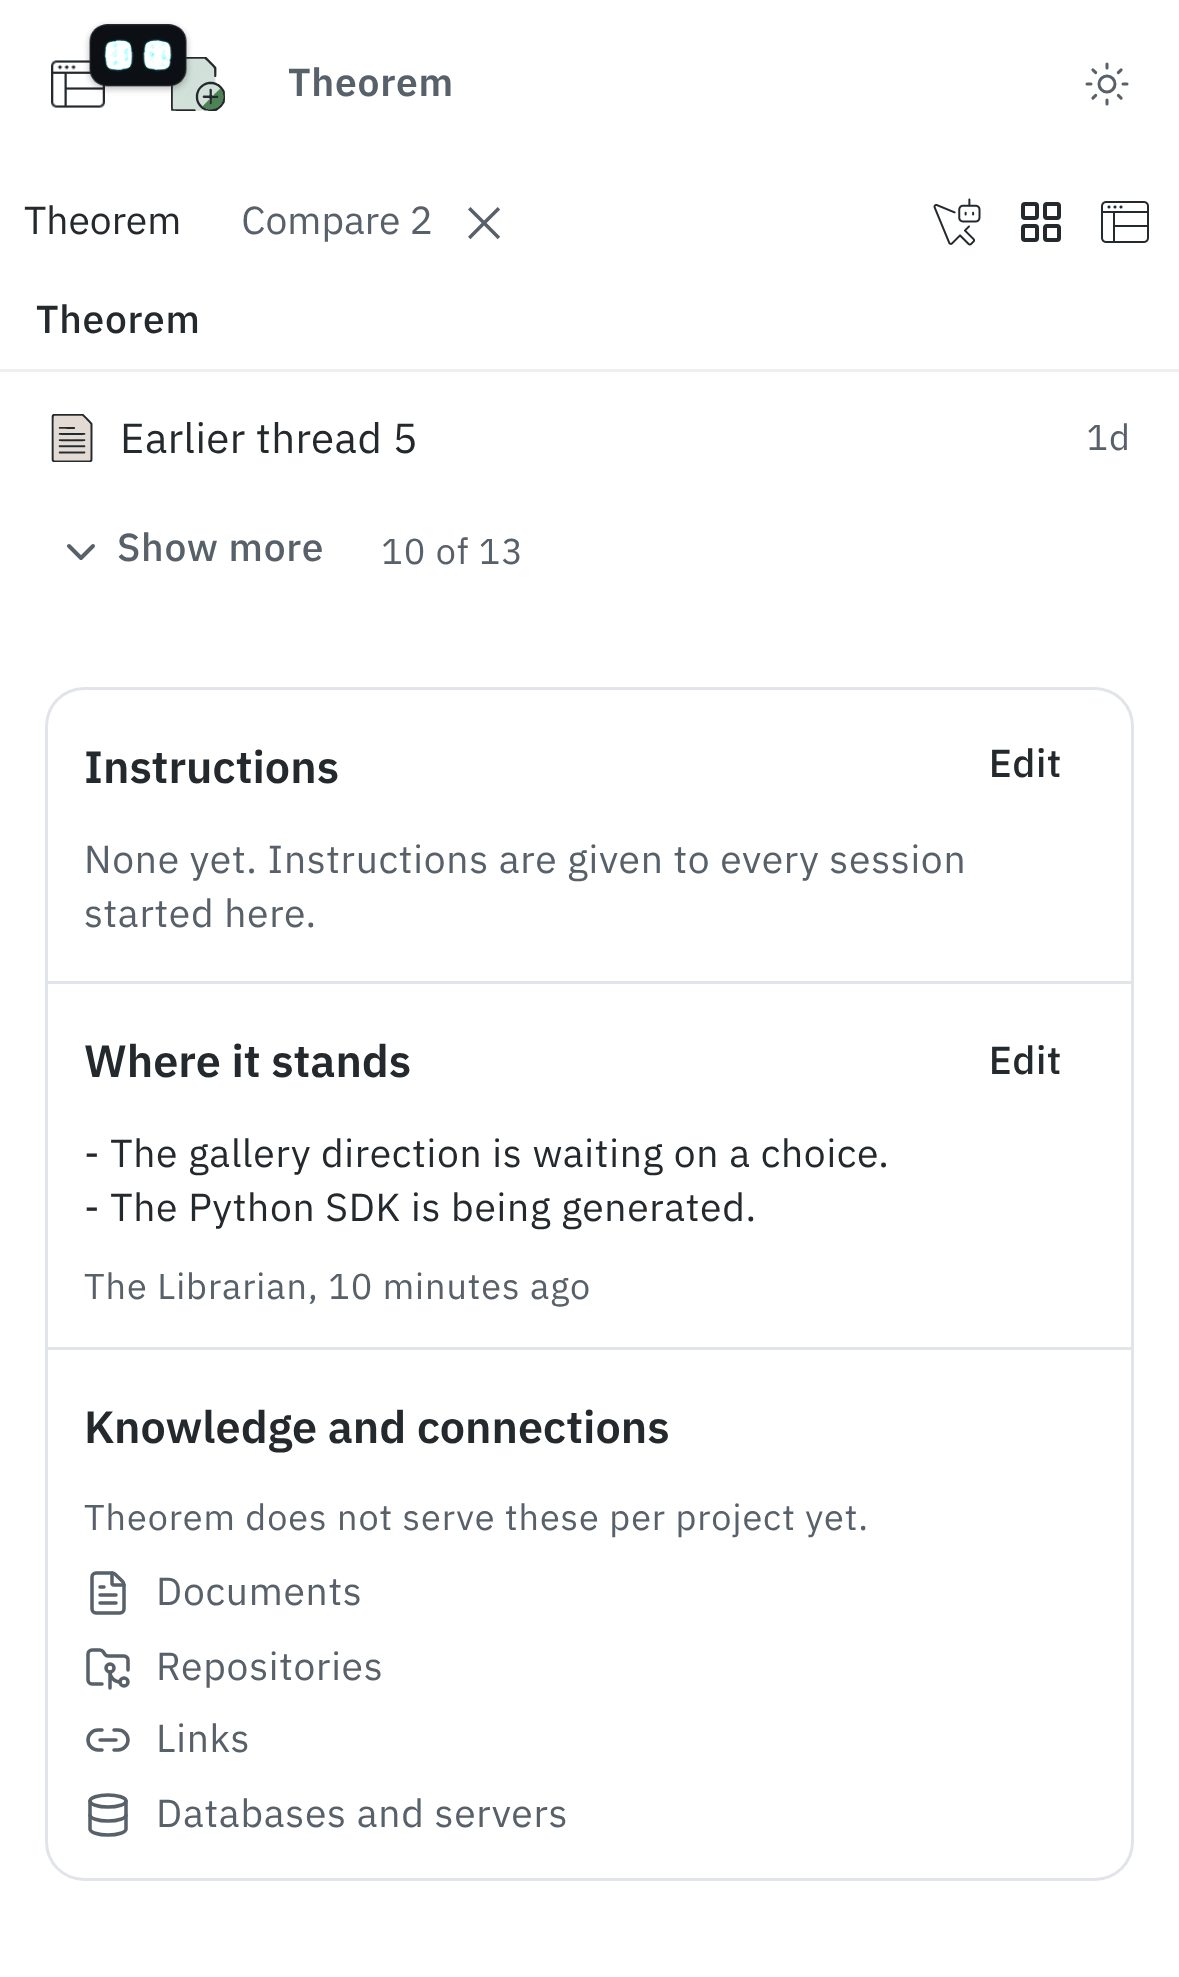 Theorem
Theorem
Compare 2
Theorem
Earlier thread 5
1d
Show more
10 of 13
Instructions
Edit
None yet. Instructions are given to every session
started here.
Where it stands
Edit
- The gallery direction is waiting on a choice.
- The Python SDK is being generated.
The Librarian, 10 minutes ago
Knowledge and connections
Theorem does not serve these per project yet.
Documents
Repositories
Links
Databases and servers